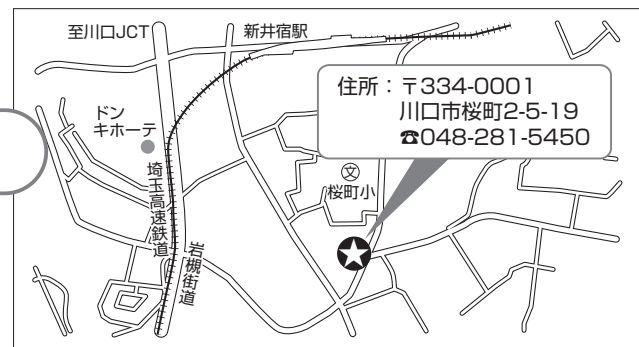 至川口JCT
新井宿駅
住所：〒334-0001
川口市桜町2-5-19
☎048-281-5450
ドン
キホーテ
文
桜町小
埼玉高速鉄道
岩槻街道